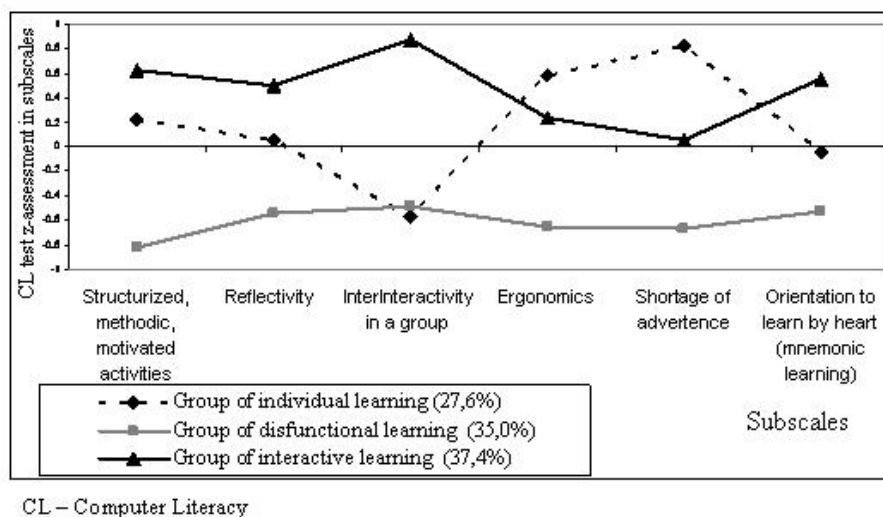 CL test z-assessment in subscales
1
0.8
0.6
0.4
0.2
0
-0.2
-0.4
-0.6
-0.8
-1
Structurized, methodic, motivated activities
Reflectivity
InterInteractivity in a group
Ergonomics
Shortage of advertence
Orientation to learn by heart (mnemonic learning)
Group of individual learning (27,6%)
Group of disfunctional learning (35,0%)
Group of interactive learning (37,4%)
Subscales
CL – Computer Literacy